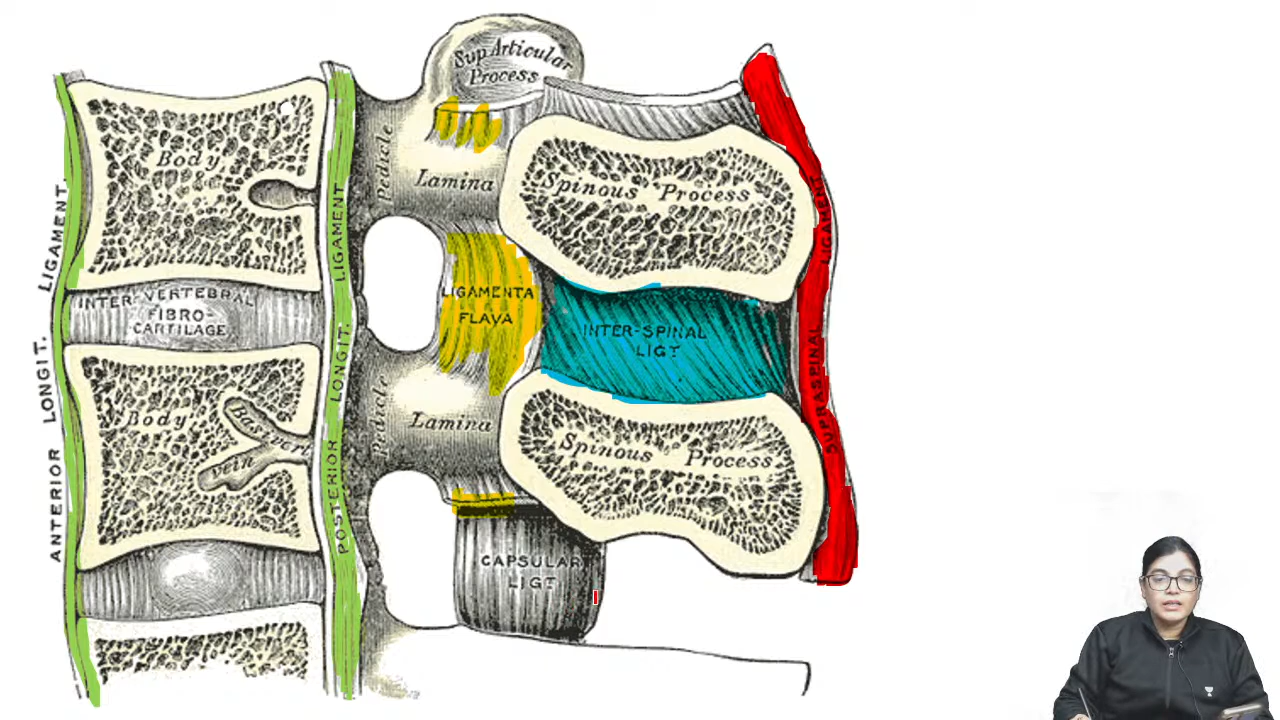 Sup Articular
Process
Body
Pedicle
Lamina
Spinous Process
LIGAMENT.
LIGAMENT
LIGAMENT
INTER-VERTEBRAL
FIBRO-
CARTILAGE
LIGAMENTA
FLAVA
INTER-SPINAL
LIGT
ANTERIOR LONGIT.
POSTERIOR LONGIT.
SUPRASPINAL
Body
Pedicle
Lamina
vein
Spinous Process
CAPSULAR
LIGT